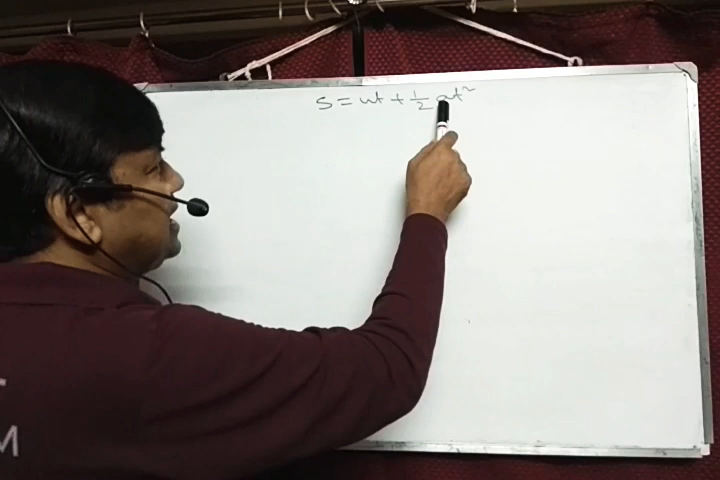 S = ut + 1/2 at²
M